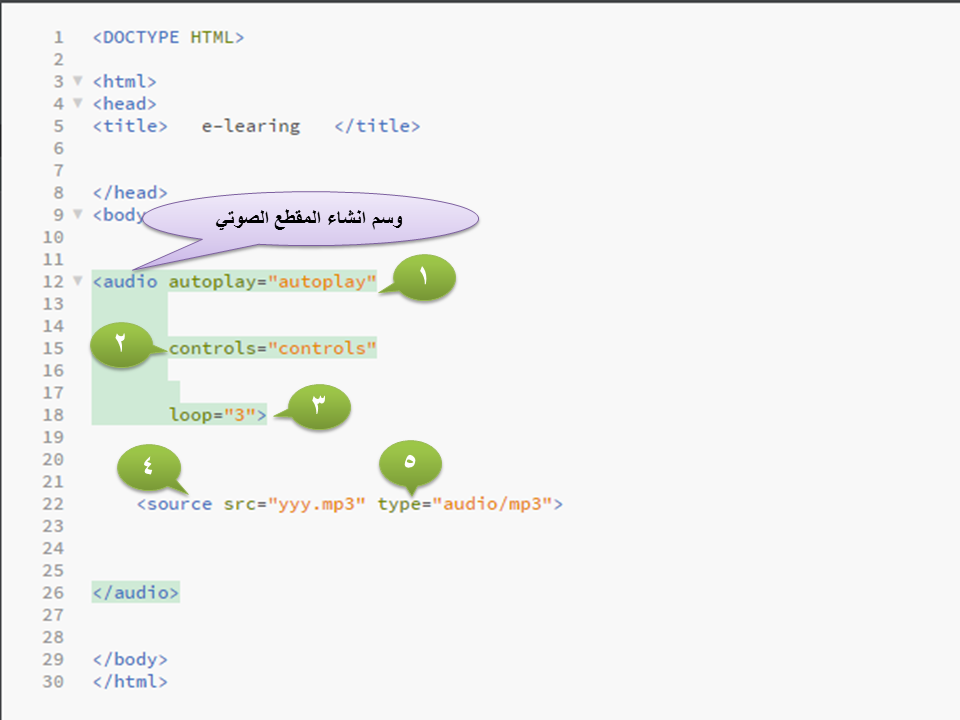 1 <DOCTYPE HTML>
2
3 <html>
4 <head>
5 <title> e-learing </title>
6
7
8 </head>
9 <body
وسم انشاء المقطع الصوتي
10
11
12 <audio autoplay="autoplay"
١
13
14
15 controls="controls"
٢
16
17
18 loop="3">
٣
19
20
٤
٥
21
22 <source src="yyy.mp3" type="audio/mp3">
23
24
25
26 </audio>
27
28
29 </body>
30 </html>